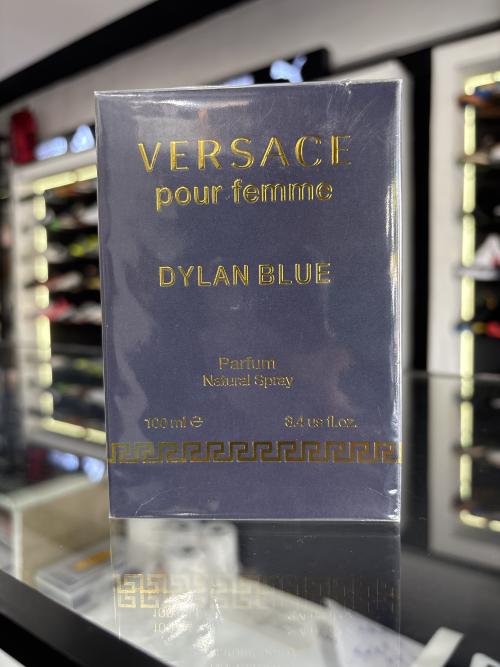 VERSACE
pour femme
DYLAN BLUE
Parfum
Natural Spray
100 ml ℮ 3.4 us fl.oz.